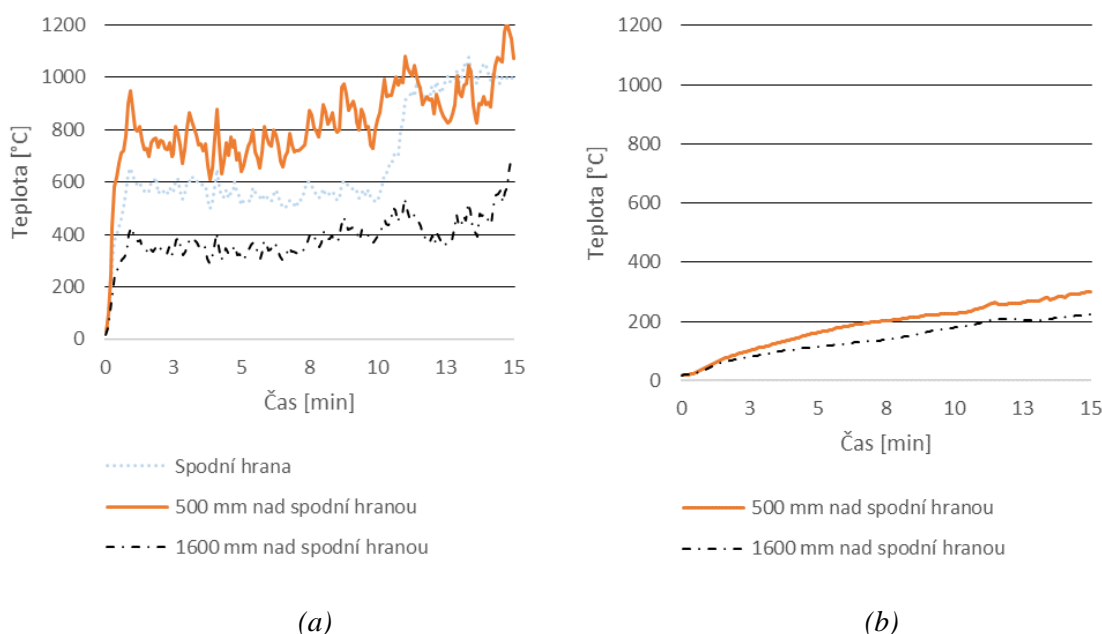 1200
1000
800
600
400
200
0
Teplota [°C]
0 3 5 8 10 13 15
Čas [min]
Spodní hrana
500 mm nad spodní hranou
1600 mm nad spodní hranou
(a)
1200
1000
800
600
400
200
0
Teplota [°C]
0 3 5 8 10 13 15
Čas [min]
500 mm nad spodní hranou
1600 mm nad spodní hranou
(b)